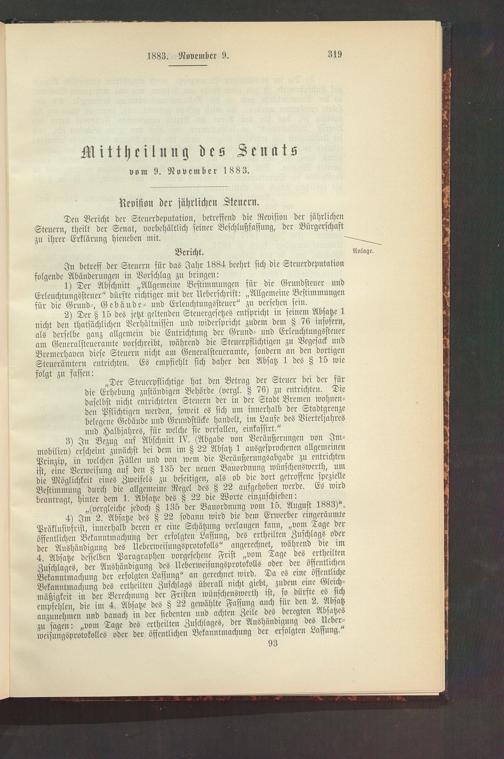 1883. November 9.
319
Mittheilung des Senats
vom 9. November 1883.
Revision der jährlichen Steuern.
Den Bericht der Steuerdeputation, betreffend die Revision der jährlichen
Steuern, theilt der Senat, vorbehältlich seiner Beschlußfassung, der Bürgerschaft
zu ihrer Erklärung hieneben mit.
Anlage.
Bericht.
In betreff der Steuern für das Jahr 1884 beehrt sich die Steuerdeputation
folgende Abänderungen in Vorschlag zu bringen:
1) Der Abschnitt „Allgemeine Bestimmungen für die Grundsteuer und
Erleuchtungssteuer" dürfte richtiger mit der Ueberschrift: „Allgemeine Bestimmungen
für die Grund-, Gebäude- und Erleuchtungssteuer" zu versehen sein.
2) Der § 15 des jetzt geltenden Steuergesetzes entspricht in seinem Absatze 1
nicht den thatsächlichen Verhältnissen und widerspricht zudem dem § 76 insofern,
als derselbe ganz allgemein die Entrichtung der Grund- und Erleuchtungssteuer
am Generalsteueramte vorschreibt, während die Steuerpflichtigen zu Vegesack und
Bremerhaven diese Steuern nicht am Generalsteueramte, sondern an den dortigen
Steuerämtern entrichten. Es empfiehlt sich daher den Absatz 1 des § 15 wie
folgt zu fassen:
„Der Steuerpflichtige hat den Betrag der Steuer bei der für
die Erhebung zuständigen Behörde (vergl. § 76) zu entrichten. Die
daselbst nicht entrichteten Steuern der in der Stadt Bremen wohnen-
den Pflichtigen werden, soweit es sich um innerhalb der Stadtgrenze
belegene Gebäude und Grundstücke handelt, im Laufe des Vierteljahres
und Halbjahres, für welche sie verfallen, einkassirt."
3) In Bezug auf Abschnitt IV. (Abgabe von Veräußerungen von Im-
mobilien) erscheint zunächst bei dem im § 22 Absatz 1 ausgesprochenen allgemeinen
Prinzip, in welchen Fällen und von wem die Veräußerungsabgabe zu entrichten
ist, eine Verweisung auf den § 135 der neuen Bauordnung wünschenswerth, um
die Möglichkeit eines Zweifels zu beseitigen, als ob die dort getroffene spezielle
Bestimmung durch die allgemeine Regel des § 22 aufgehoben werde. Es wird
beantragt, hinter dem 1. Absatze des § 22 die Worte einzuschieben:
„(vergleiche jedoch § 135 der Bauordnung vom 15. August 1883)".
4) Im 2. Absatze des § 22 sodann wird die dem Erwerber eingeräumte
Präklusivfrist, innerhalb deren er eine Schätzung verlangen kann, „vom Tage der
öffentlichen Bekanntmachung der erfolgten Lassung, des ertheilten Zuschlags oder
der Aushändigung des Ueberweisungsprotokolls" angerechnet, während die im
4. Absatze desselben Paragraphen vorgesehene Frist „vom Tage des ertheilten
Zuschlages, der Aushändigung des Ueberweisungsprotokolls oder der öffentlichen
Bekanntmachung der erfolgten Lassung" an gerechnet wird. Da es eine öffentliche
Bekanntmachung des ertheilten Zuschlags überall nicht giebt, zudem eine Gleich-
mäßigkeit in der Berechnung der Fristen wünschenswerth ist, so dürfte es sich
empfehlen, die im 4. Absatze des § 22 gewählte Fassung auch für den 2. Absatz
anzunehmen und danach in der siebenten und achten Zeile des beregten Absatzes
zu sagen: „vom Tage des ertheilten Zuschlages, der Aushändigung des Ueber-
weisungsprotokolles oder der öffentlichen Bekanntmachung der erfolgten Lassung."
93